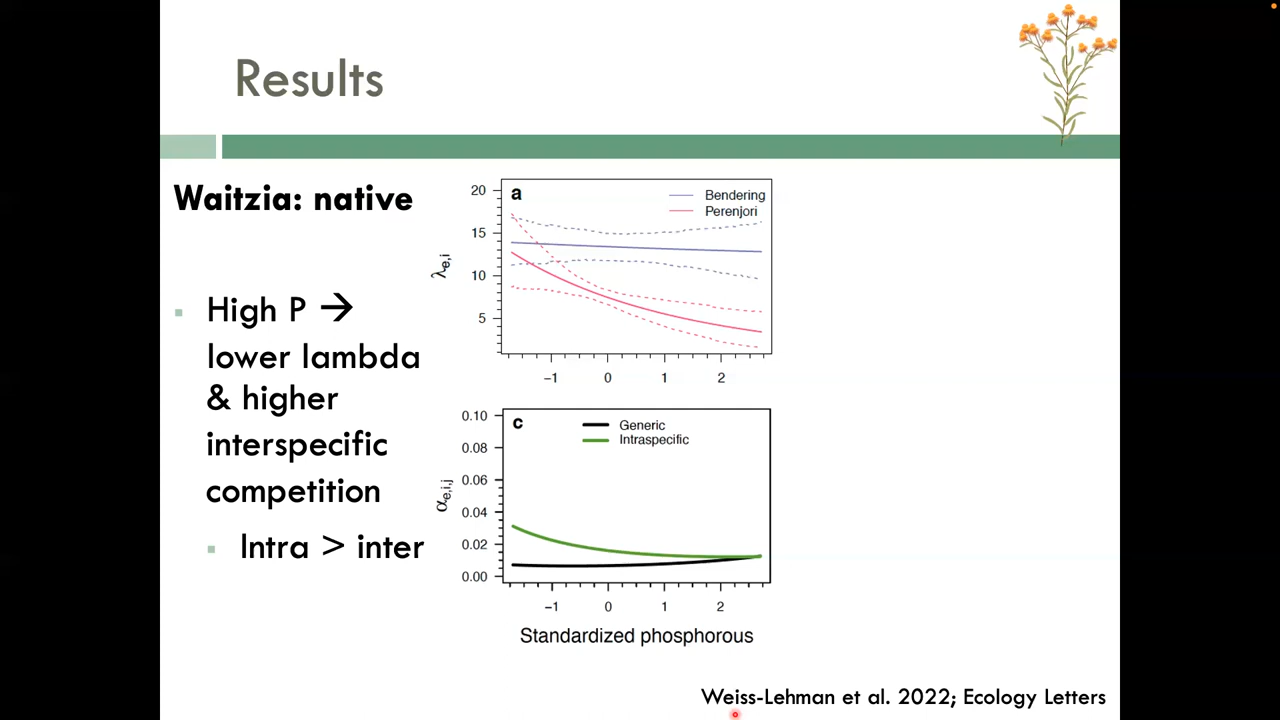 Results
Waitzia: native
▪ High P →
lower lambda
& higher
interspecific
competition
▪ Intra > inter
a
Bendering
Perenjori
20
15
10
5
λe,i
−1 0 1 2
c
Generic
Intraspecific
0.10
0.08
0.06
0.04
0.02
0.00
αe,i,j
−1 0 1 2
Standardized phosphorous
Weiss-Lehman et al. 2022; Ecology Letters